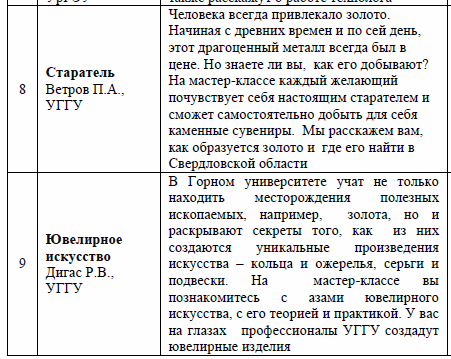 8
Старатель
Ветров П.А.,
УГГУ
Человека всегда привлекало золото.
Начиная с древних времен и по сей день,
этот драгоценный металл всегда был в
цене. Но знаете ли вы,  как его добывают?
На мастер-классе каждый желающий
почувствует себя настоящим старателем и
сможет самостоятельно добыть для себя
каменные сувениры.  Мы расскажем вам,
как образуется золото и  где его найти в
Свердловской области
9
Ювелирное
искусство
Дигас Р.В.,
УГГУ
В Горном университете учат не только
находить месторождения полезных
ископаемых, например, золота, но и
раскрывают секреты того, как из них
создаются уникальные произведения
искусства – кольца и ожерелья, серьги и
подвески. На мастер-классе вы
познакомитесь с азами ювелирного
искусства, с его теорией и практикой. У вас
на глазах профессионалы УГГУ создадут
ювелирные изделия